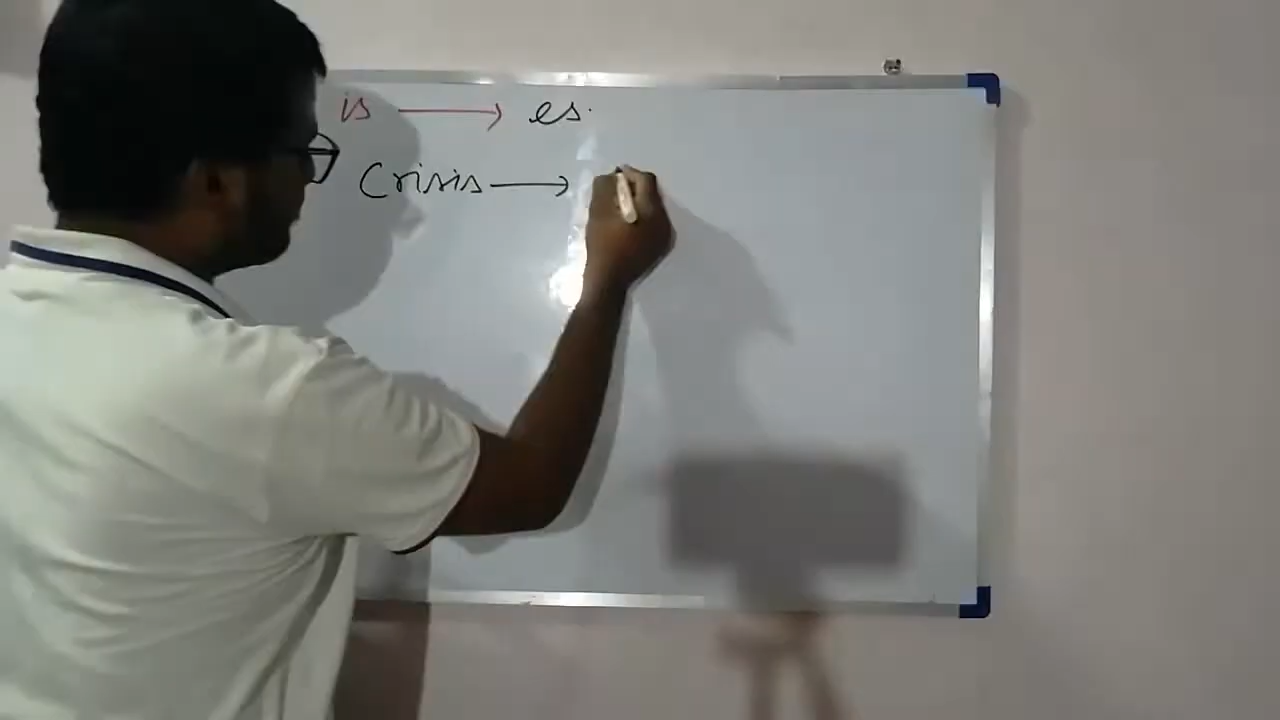 is → es.
Crisis →